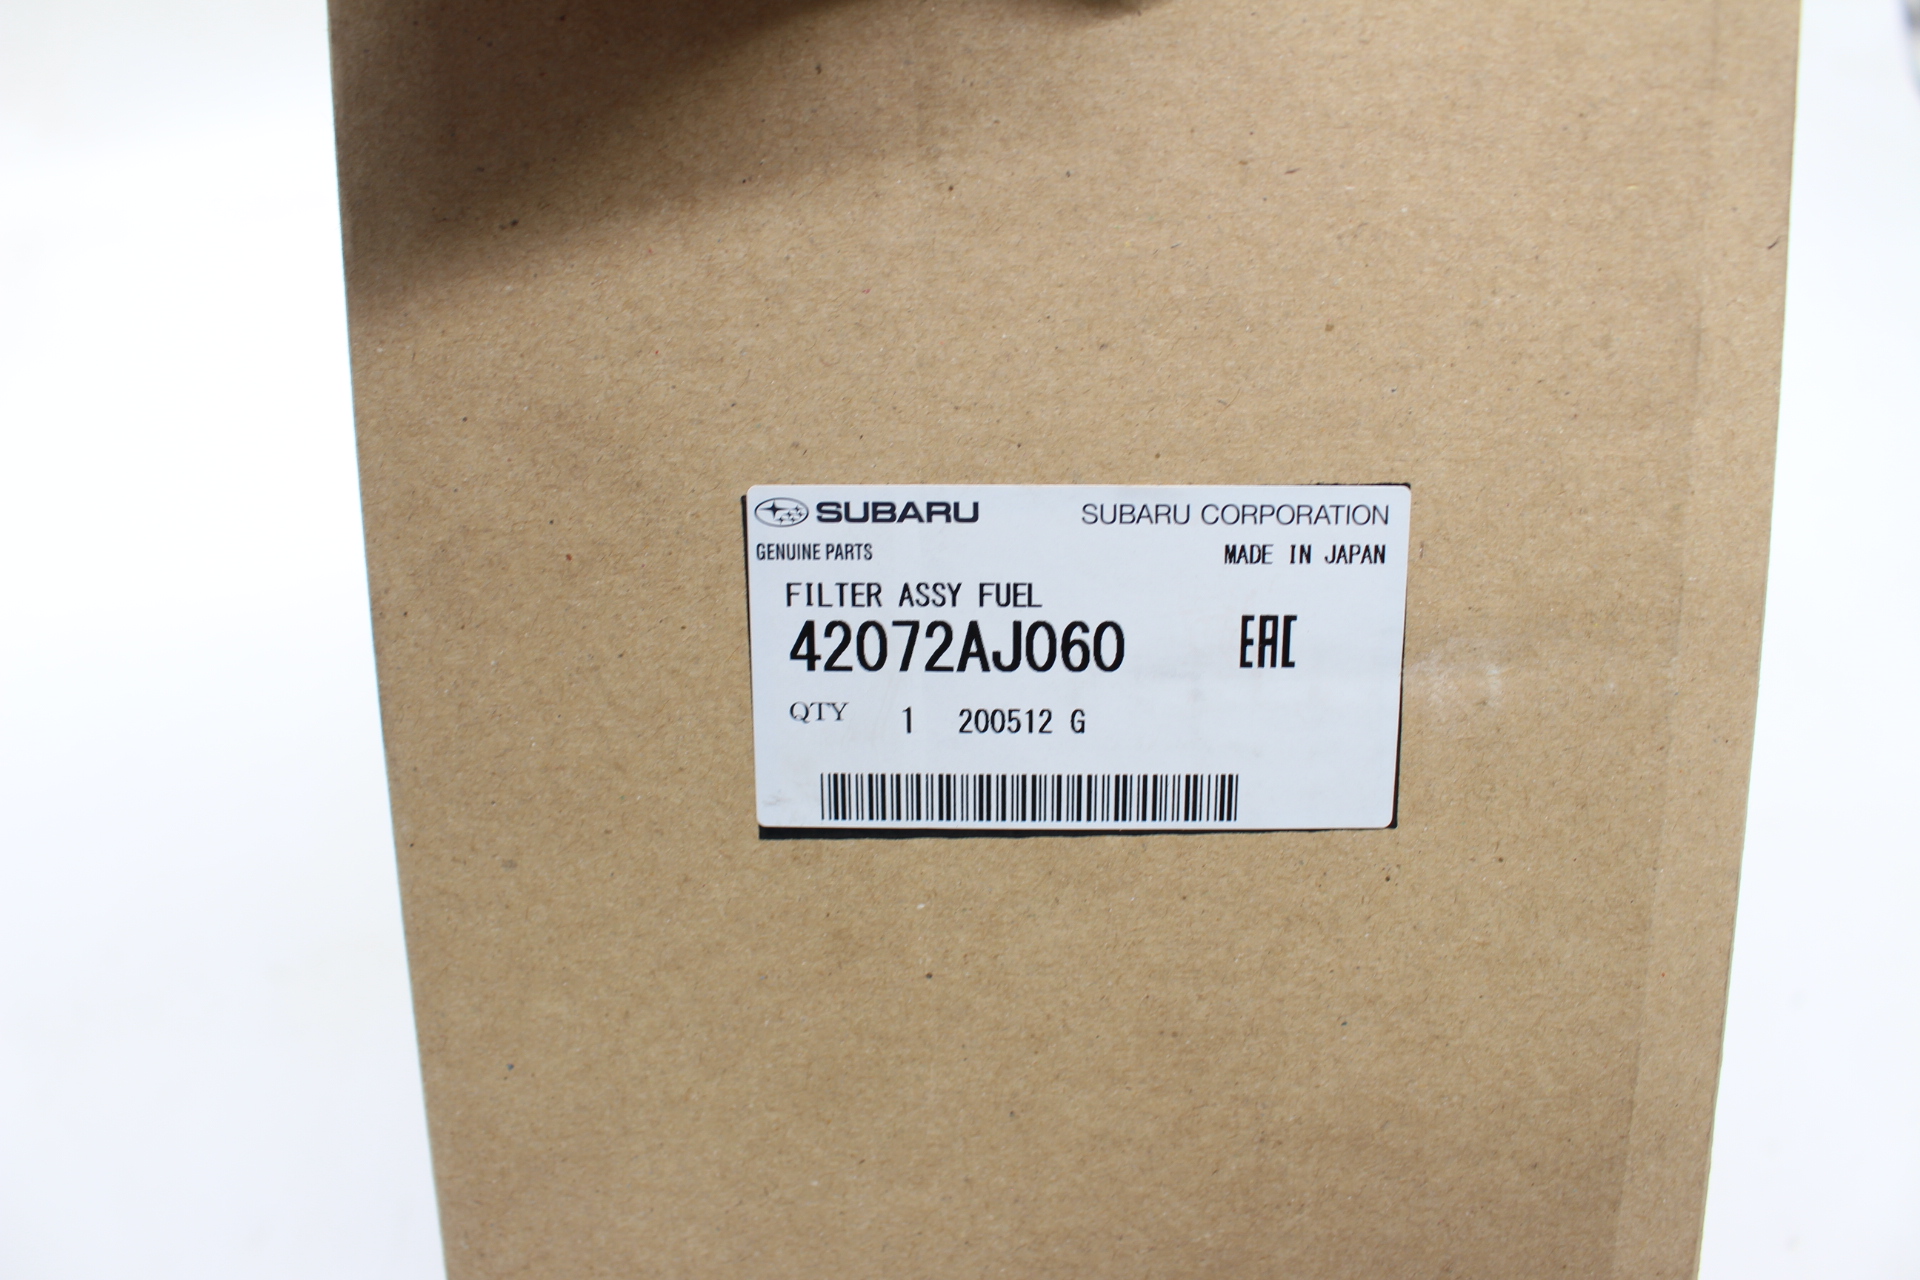 SUBARU SUBARU CORPORATION
GENUINE PARTS MADE IN JAPAN
FILTER ASSY FUEL
42072AJ060 EAC
QTY 1 200512 G